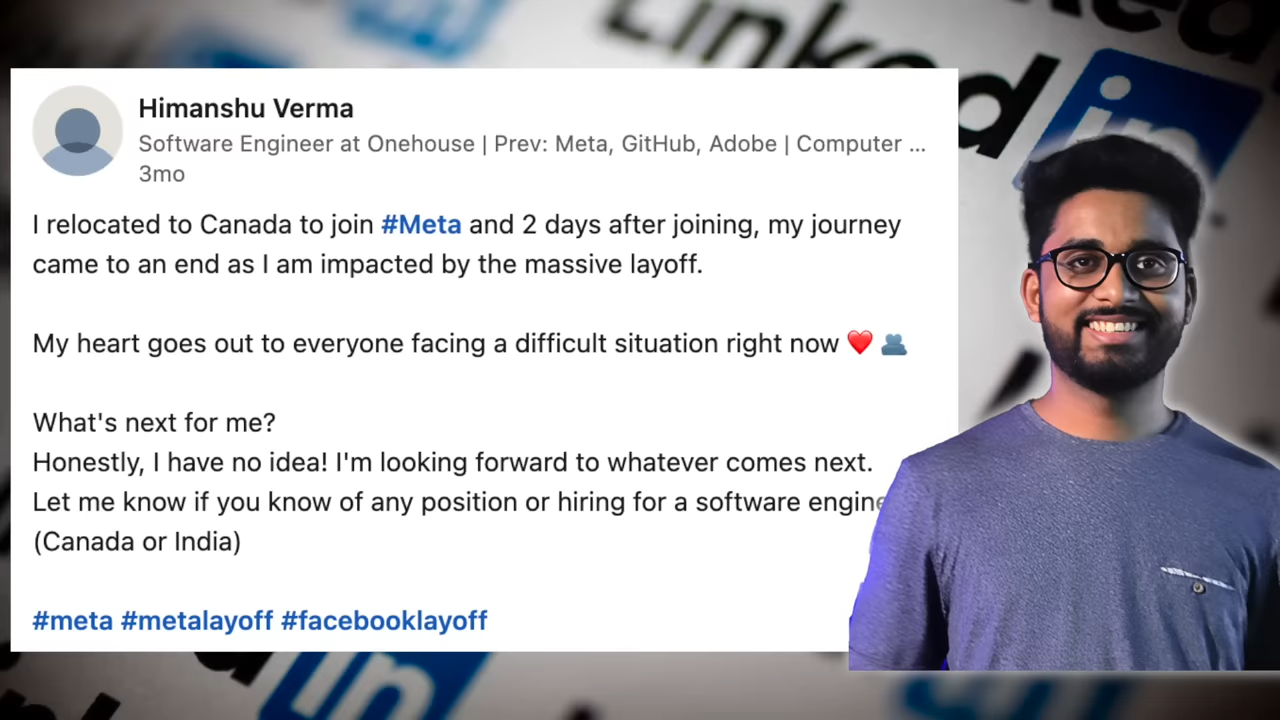 Linked
in
Himanshu Verma
Software Engineer at Onehouse | Prev: Meta, GitHub, Adobe | Computer ...
3mo
I relocated to Canada to join #Meta and 2 days after joining, my journey
came to an end as I am impacted by the massive layoff.
My heart goes out to everyone facing a difficult situation right now ❤️ 👥
What's next for me?
Honestly, I have no idea! I'm looking forward to whatever comes next.
Let me know if you know of any position or hiring for a software
(Canada or India)
#meta #metalayoff #facebooklayoff
in